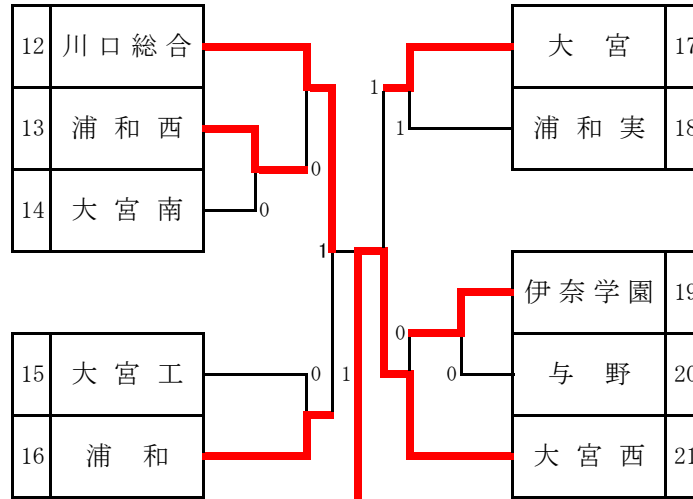 12 川口総合
13 浦和西
14 大宮南
0
0
1
15 大宮工
16 浦和
0
1
大宮 17
浦和実 18
1
1
伊奈学園 19
与野 20
大宮西 21
0
0